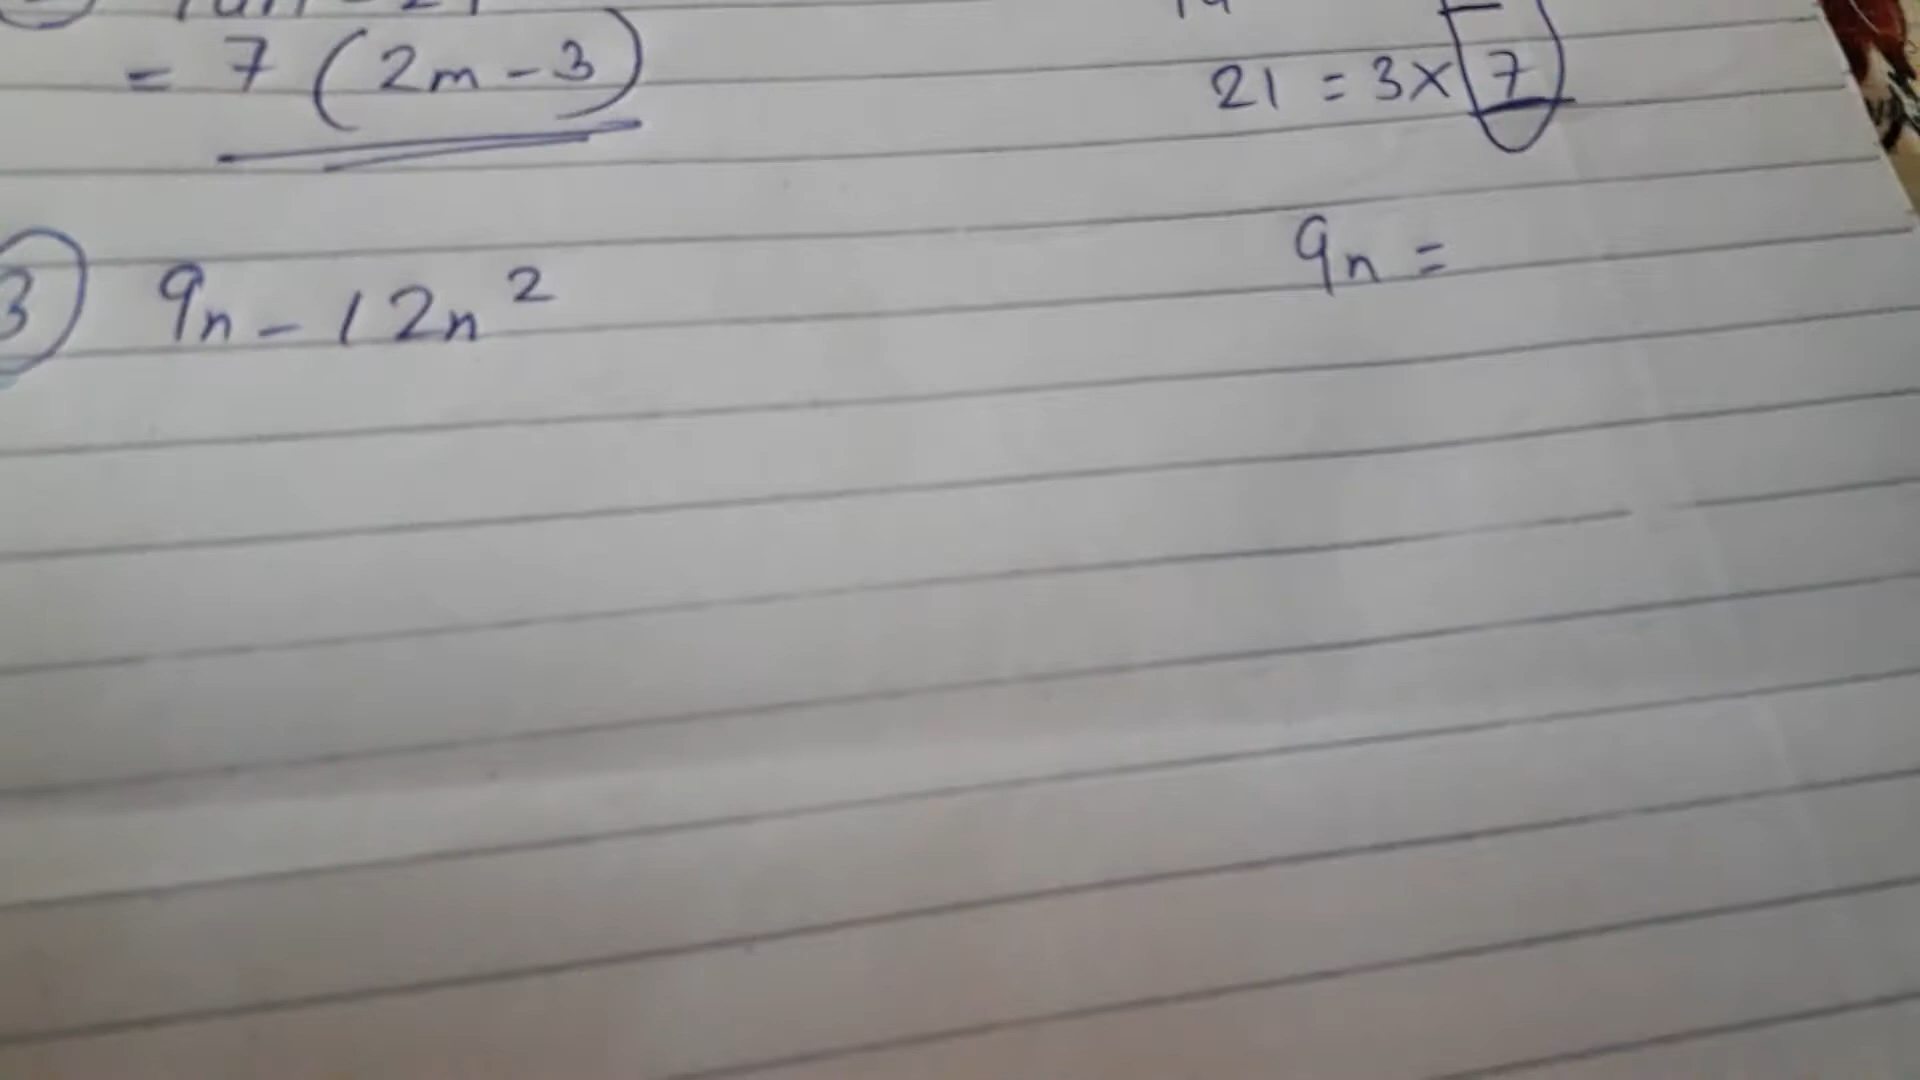 = 7 (2m - 3)
21 = 3 × 7
3 9n - 12n²
9n =